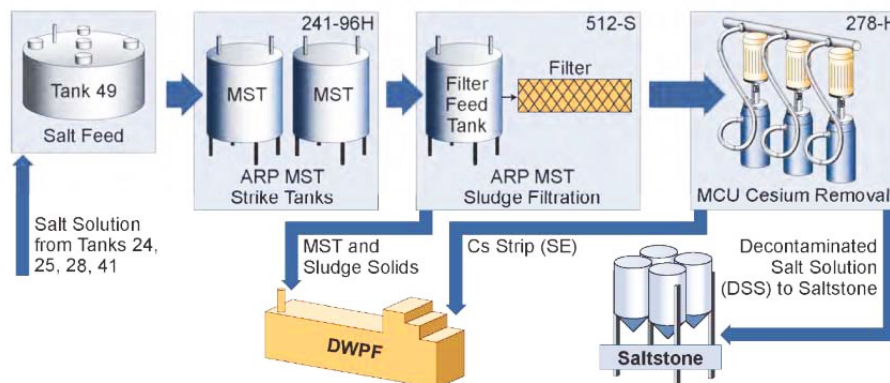 241-96H
512-S
278-H
Tank 49
Salt Feed
MST
MST
ARP MST
Strike Tanks
Filter
Feed
Tank
Filter
ARP MST
Sludge Filtration
MCU Cesium Removal
Salt Solution
from Tanks 24,
25, 28, 41
MST and
Sludge Solids
Cs Strip (SE)
Decontaminated
Salt Solution
(DSS) to Saltstone
DWPF
Saltstone